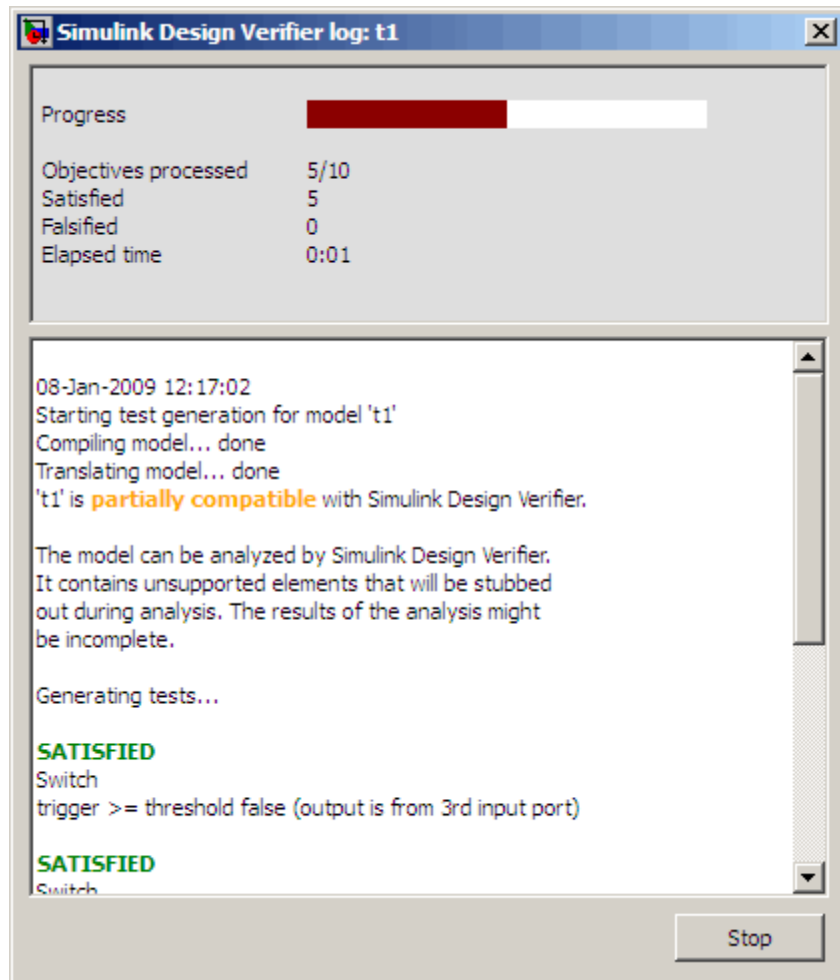 Simulink Design Verifier log: t1
Progress
Objectives processed 5/10
Satisfied 5
Falsified 0
Elapsed time 0:01
08-Jan-2009 12:17:02
Starting test generation for model 't1'
Compiling model... done
Translating model... done
't1' is partially compatible with Simulink Design Verifier.
The model can be analyzed by Simulink Design Verifier.
It contains unsupported elements that will be stubbed
out during analysis. The results of the analysis might
be incomplete.
Generating tests...
SATISFIED
Switch
trigger >= threshold false (output is from 3rd input port)
SATISFIED
Switch
Stop